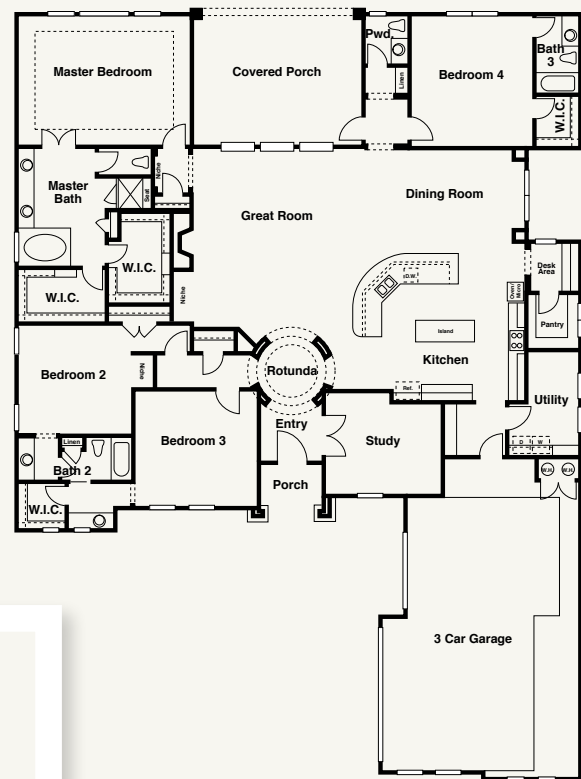 Master Bedroom
Covered Porch
Pwd.
Linen
Bedroom 4
Bath
3
W.I.C.
Master
Bath
Niche
Seat
Great Room
Dining Room
W.I.C.
W.I.C.
Niche
D.W.
Oven/
Micro
Desk
Area
Pantry
Island
Kitchen
Ref.
Bedroom 2
Niche
Rotunda
Utility
D W
Entry
Bedroom 3
Study
Linen
Bath 2
W.I.C.
Porch
W.H. W.H.
3 Car Garage